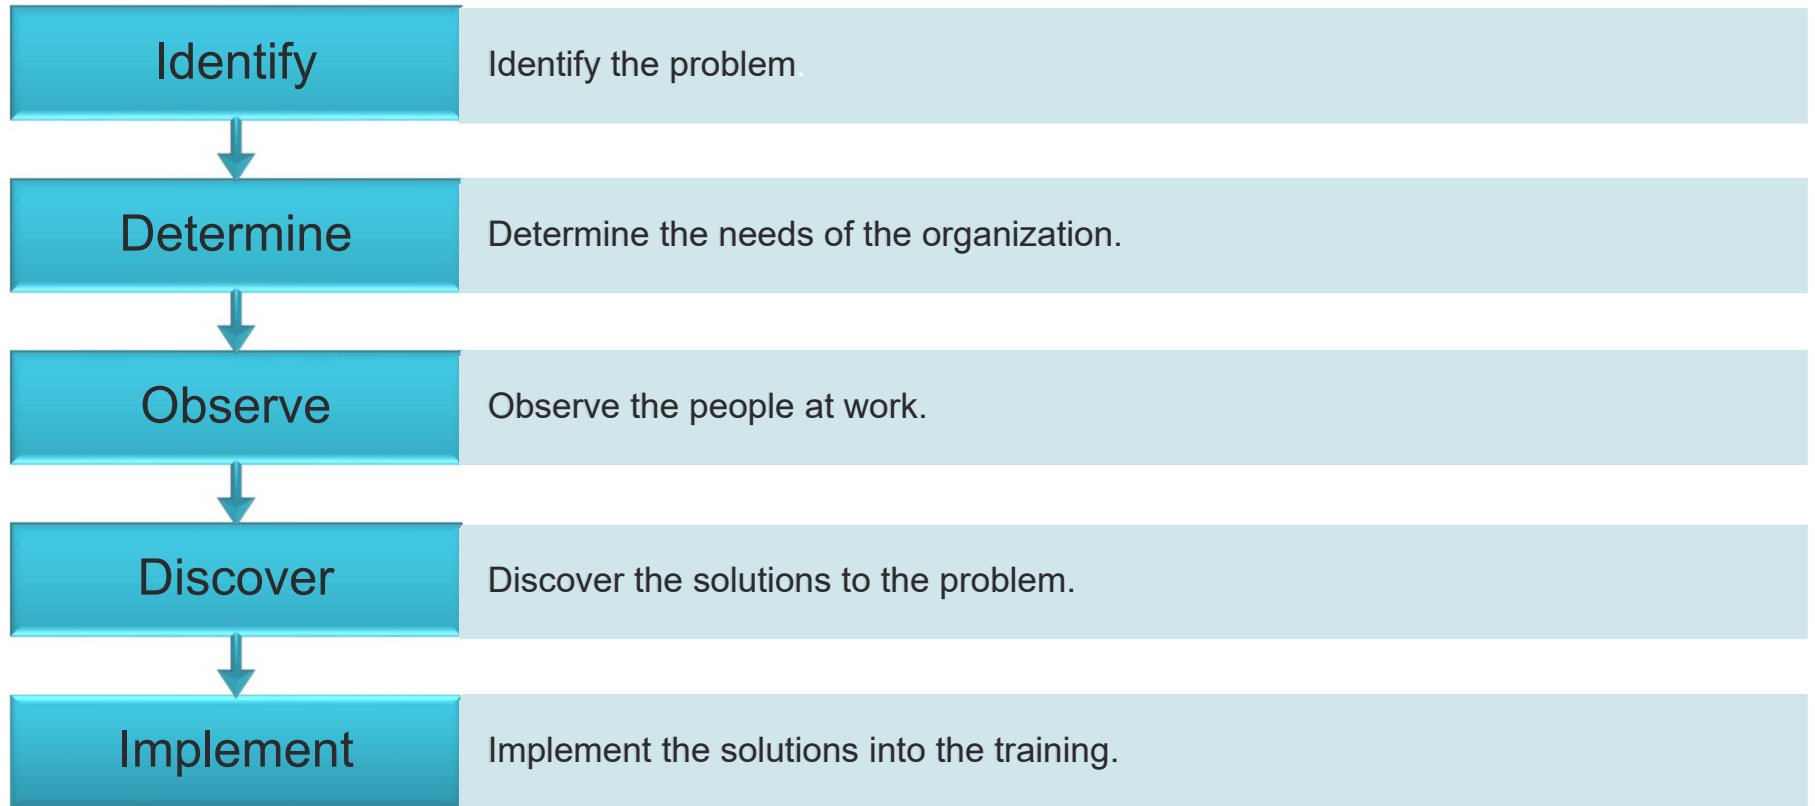 Identify
Identify the problem.
Determine
Determine the needs of the organization.
Observe
Observe the people at work.
Discover
Discover the solutions to the problem.
Implement
Implement the solutions into the training.